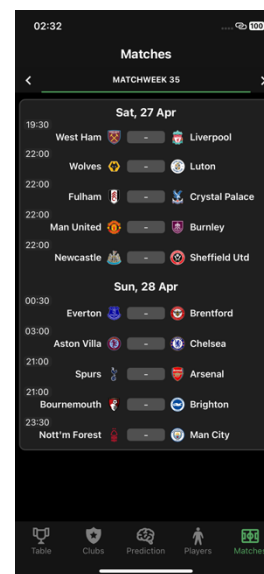 02:32
.... 100
Matches
MATCHWEEK 35
Sat, 27 Apr
19:30
West Ham - Liverpool
22:00
Wolves - Luton
22:00
Fulham - Crystal Palace
22:00
Man United - Burnley
22:00
Newcastle - Sheffield Utd
Sun, 28 Apr
00:30
Everton - Brentford
03:00
Aston Villa - Chelsea
21:00
Spurs - Arsenal
21:00
Bournemouth - Brighton
23:30
Nott'm Forest - Man City
Table Clubs Prediction Players Matches